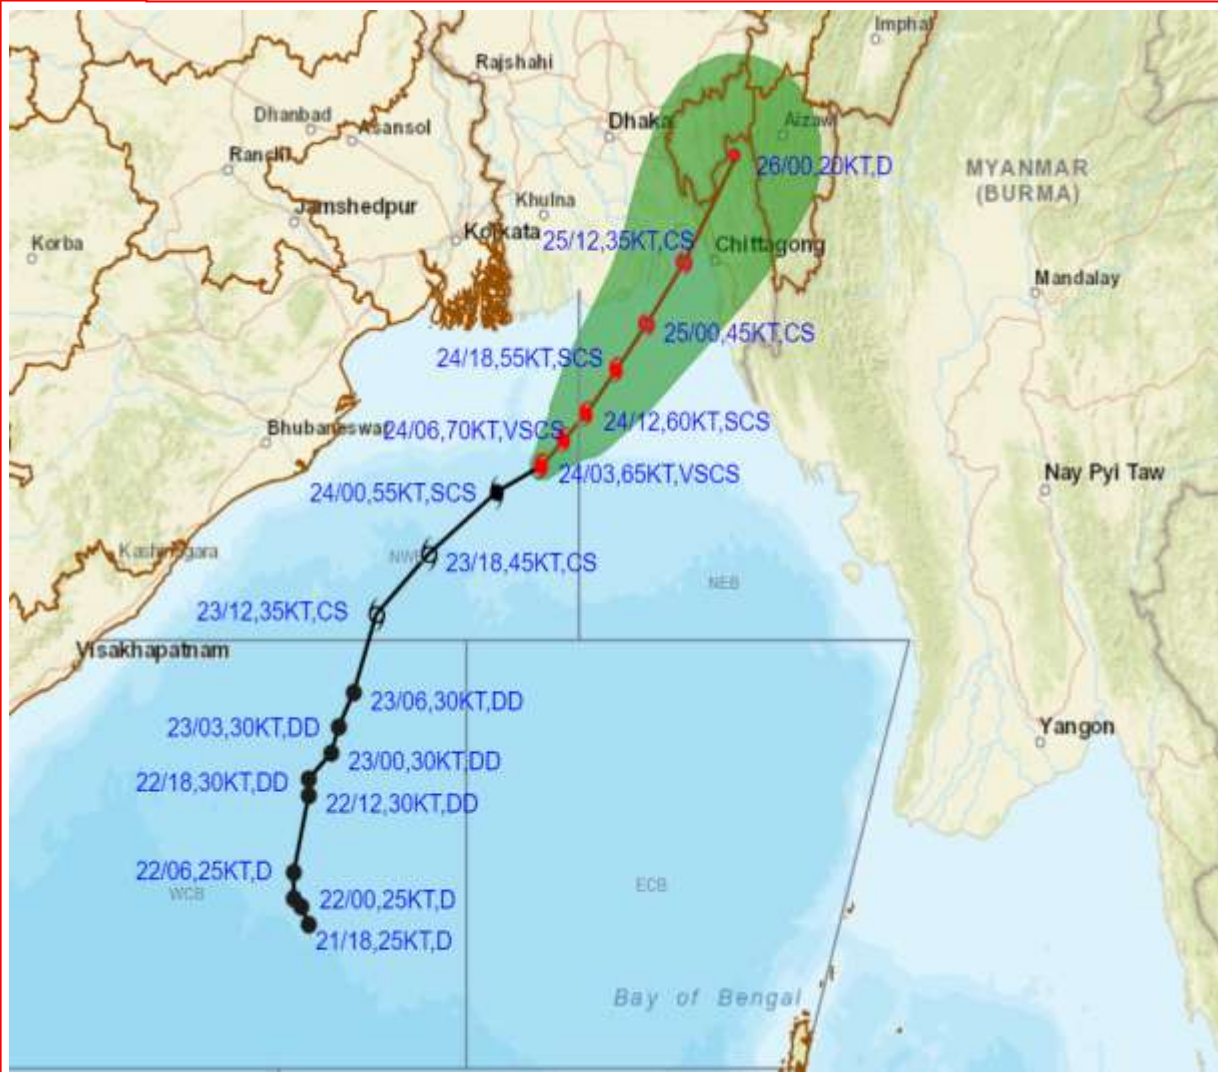 Imphal
Rajshahi
Dhanbad
Asansol
Dhaka
Aizawl
Ranchi
26/00,20KT,D
MYANMAR
(BURMA)
Khulna
Jamshedpur
Kolkata
Korba
25/12,35KT,CS
Chittagong
Mandalay
25/00,45KT,CS
24/18,55KT,SCS
Bhubaneswar
24/06,70KT,VSCS
24/12,60KT,SCS
24/03,65KT,VSCS
Nay Pyi Taw
24/00,55KT,SCS
NWB
23/18,45KT,CS
NEB
23/12,35KT,CS
Visakhapatnam
23/06,30KT,DD
23/03,30KT,DD
Yangon
23/00,30KT,DD
22/18,30KT,DD
22/12,30KT,DD
22/06,25KT,D
WCB
ECB
22/00,25KT,D
21/18,25KT,D
Bay of Bengal